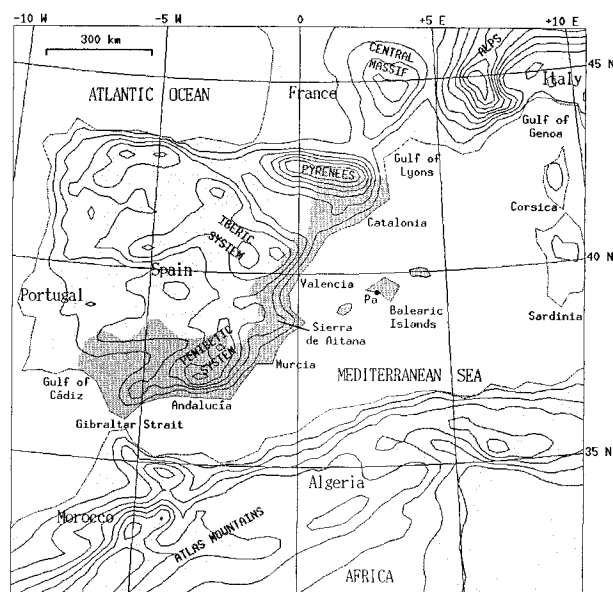 -10 W
-5 W
0
+5 E
+10 E
300 km
CENTRAL
MASSIF
ALPS
45 N
Italy
ATLANTIC OCEAN
France
Gulf of
Genoa
Gulf of
Lyons
PYRENEES
Corsica
Catalonia
IBERIC
SYSTEM
40 N
Spain
Valencia
Portugal
Pa
Balearic
Islands
Sardinia
Sierra
de Aitana
PENIBETIC
SYSTEM
Murcia
MEDITERRANEAN SEA
Gulf of
Cádiz
Andalucía
Gibraltar Strait
35 N
Algeria
Morocco
ATLAS MOUNTAINS
AFRICA